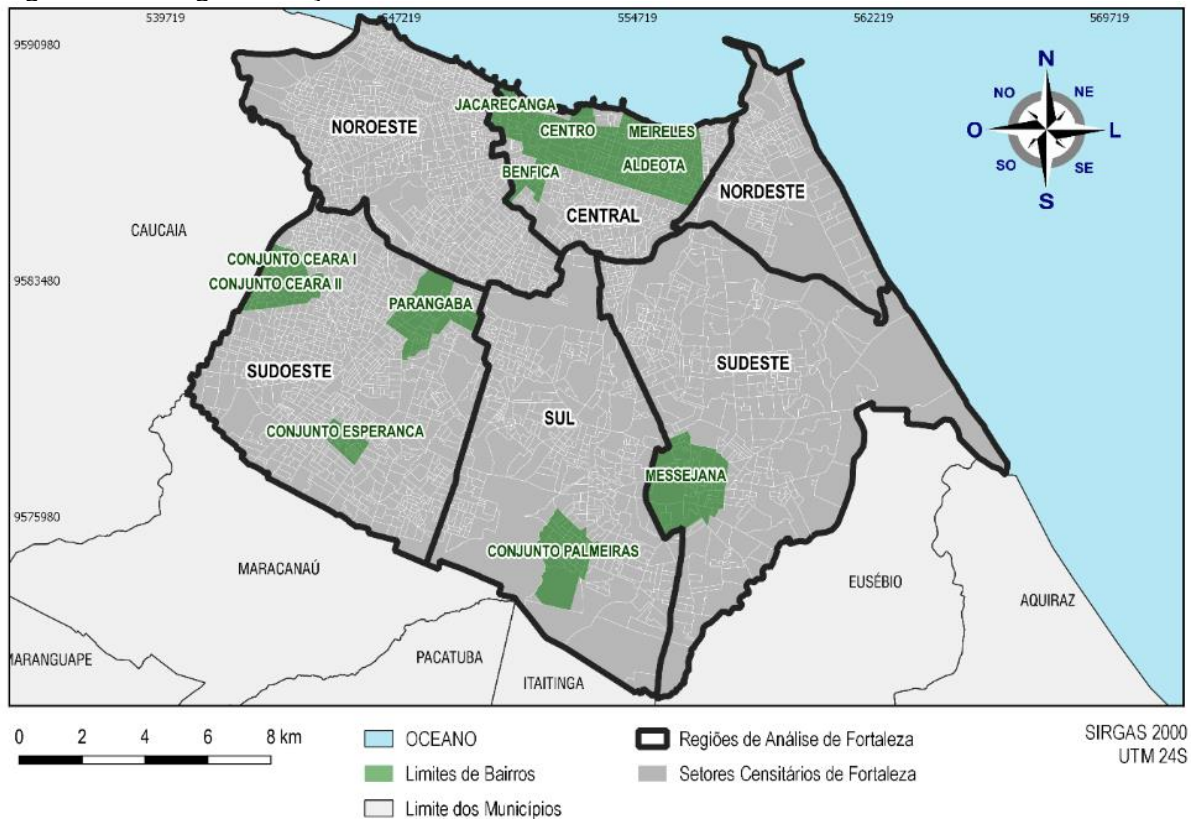 539719
547219
554719
562219
569719
9590980
N
NO
NE
JACARECANGA
NOROESTE
CENTRO
MEIRELES
O
L
ALDEOTA
BENFICA
SO
SE
NORDESTE
S
CENTRAL
CAUCAIA
CONJUNTO CEARA I
9583480
CONJUNTO CEARA II
PARANGABA
SUDESTE
SUDOESTE
SUL
CONJUNTO ESPERANCA
MESSEJANA
9575980
CONJUNTO PALMEIRAS
MARACANAÚ
EUSÉBIO
AQUIRAZ
MARANGUAPE
PACATUBA
ITAITINGA
0 2 4 6 8 km
OCEANO
Limites de Bairros
Limite dos Municípios
Regiões de Análise de Fortaleza
Setores Censitários de Fortaleza
SIRGAS 2000
UTM 24S